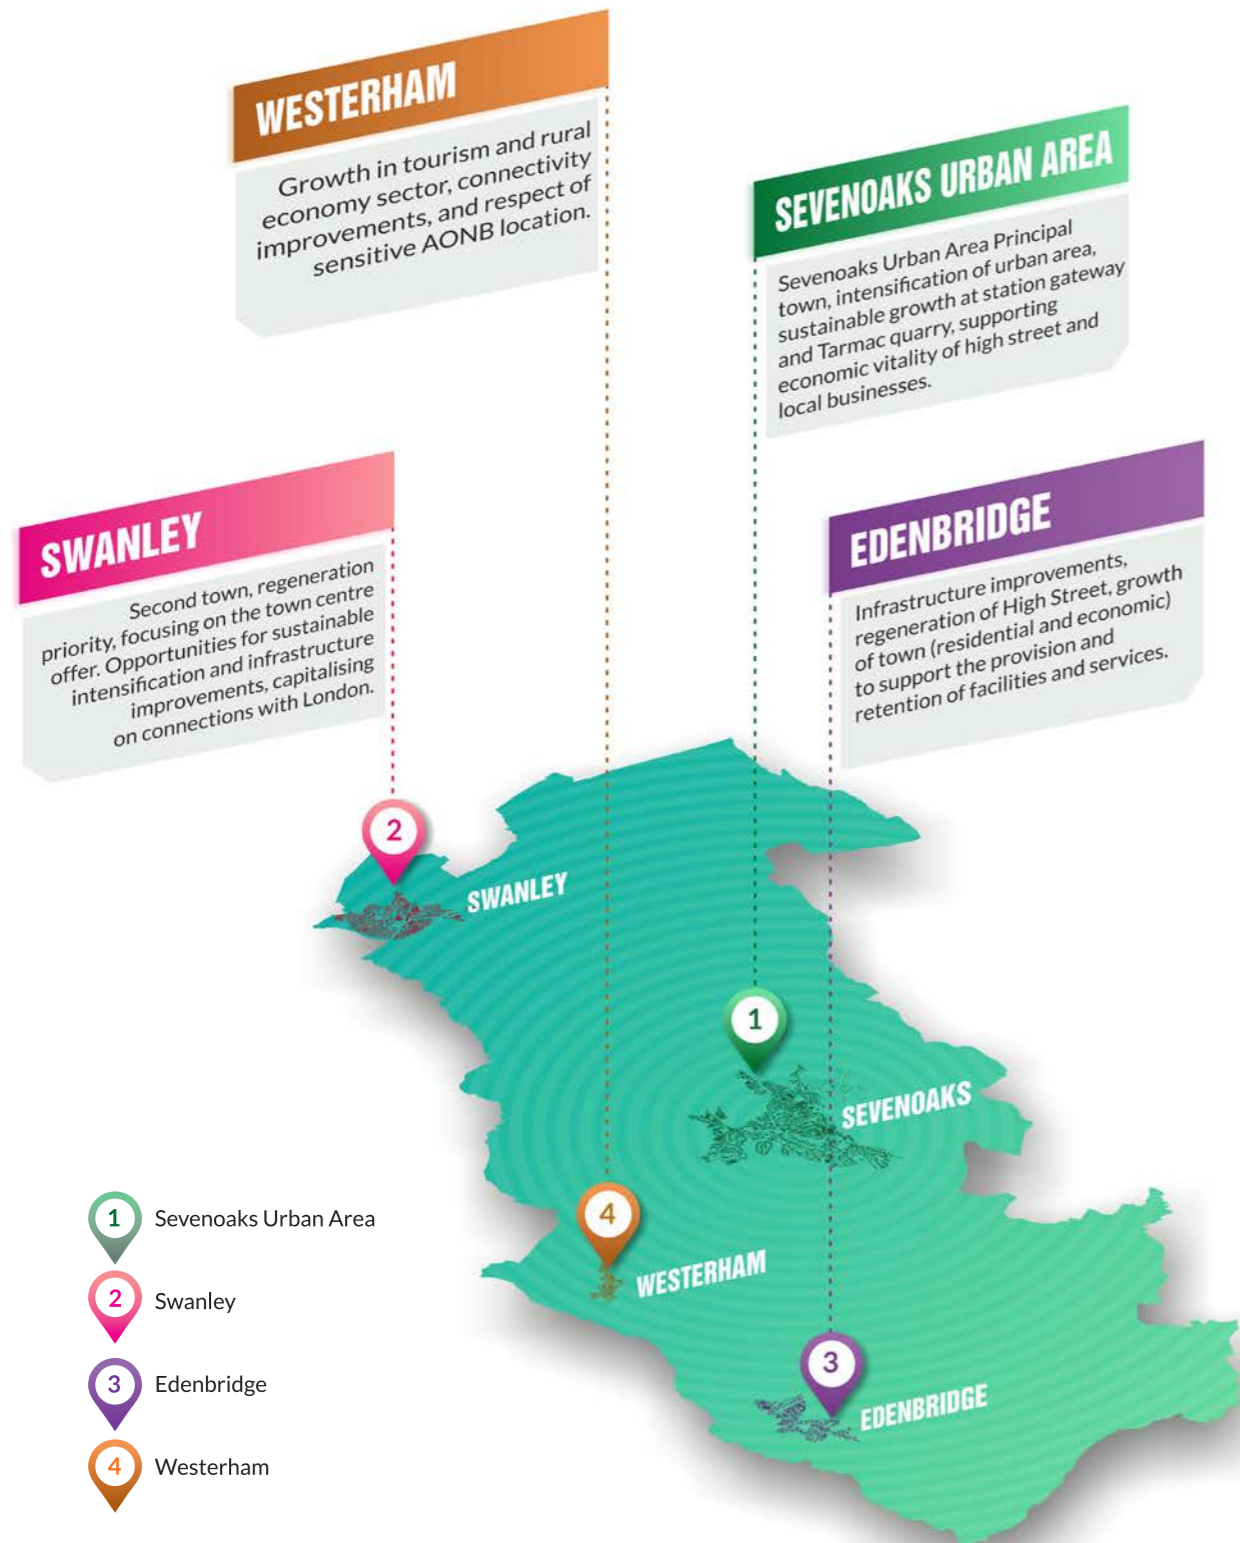 WESTERHAM
Growth in tourism and rural
economy sector, connectivity
improvements, and respect of
sensitive AONB location.
SEVENOAKS URBAN AREA
Sevenoaks Urban Area Principal
town, intensification of urban area,
sustainable growth at station gateway
and Tarmac quarry, supporting
economic vitality of high street and
local businesses.
SWANLEY
Second town, regeneration
priority, focusing on the town centre
offer. Opportunities for sustainable
intensification and infrastructure
improvements, capitalising
on connections with London.
EDENBRIDGE
Infrastructure improvements,
regeneration of High Street, growth
of town (residential and economic)
to support the provision and
retention of facilities and services.
2
SWANLEY
1
SEVENOAKS
4
WESTERHAM
3
EDENBRIDGE
1 Sevenoaks Urban Area
2 Swanley
3 Edenbridge
4 Westerham